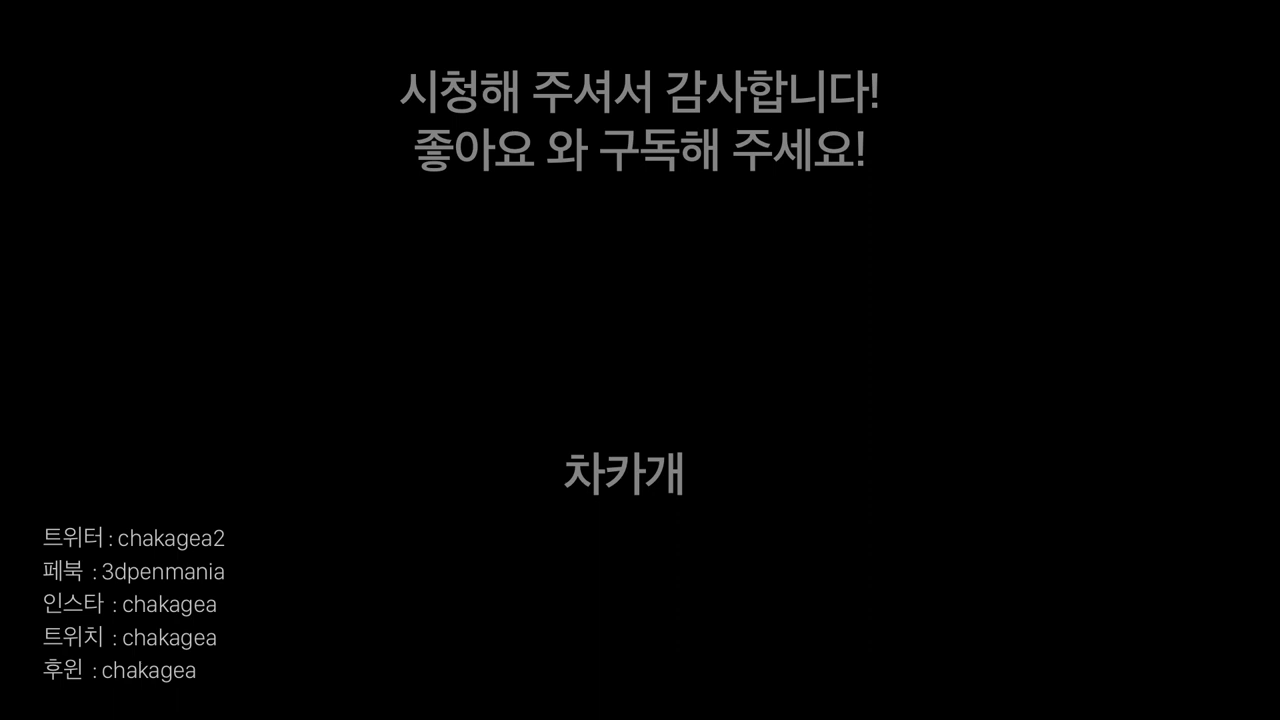 시청해 주셔서 감사합니다!
좋아요 와 구독해 주세요!
차카개
트위터 : chakagea2
페북 : 3dpenmania
인스타 : chakagea
트위치 : chakagea
후윈 : chakagea